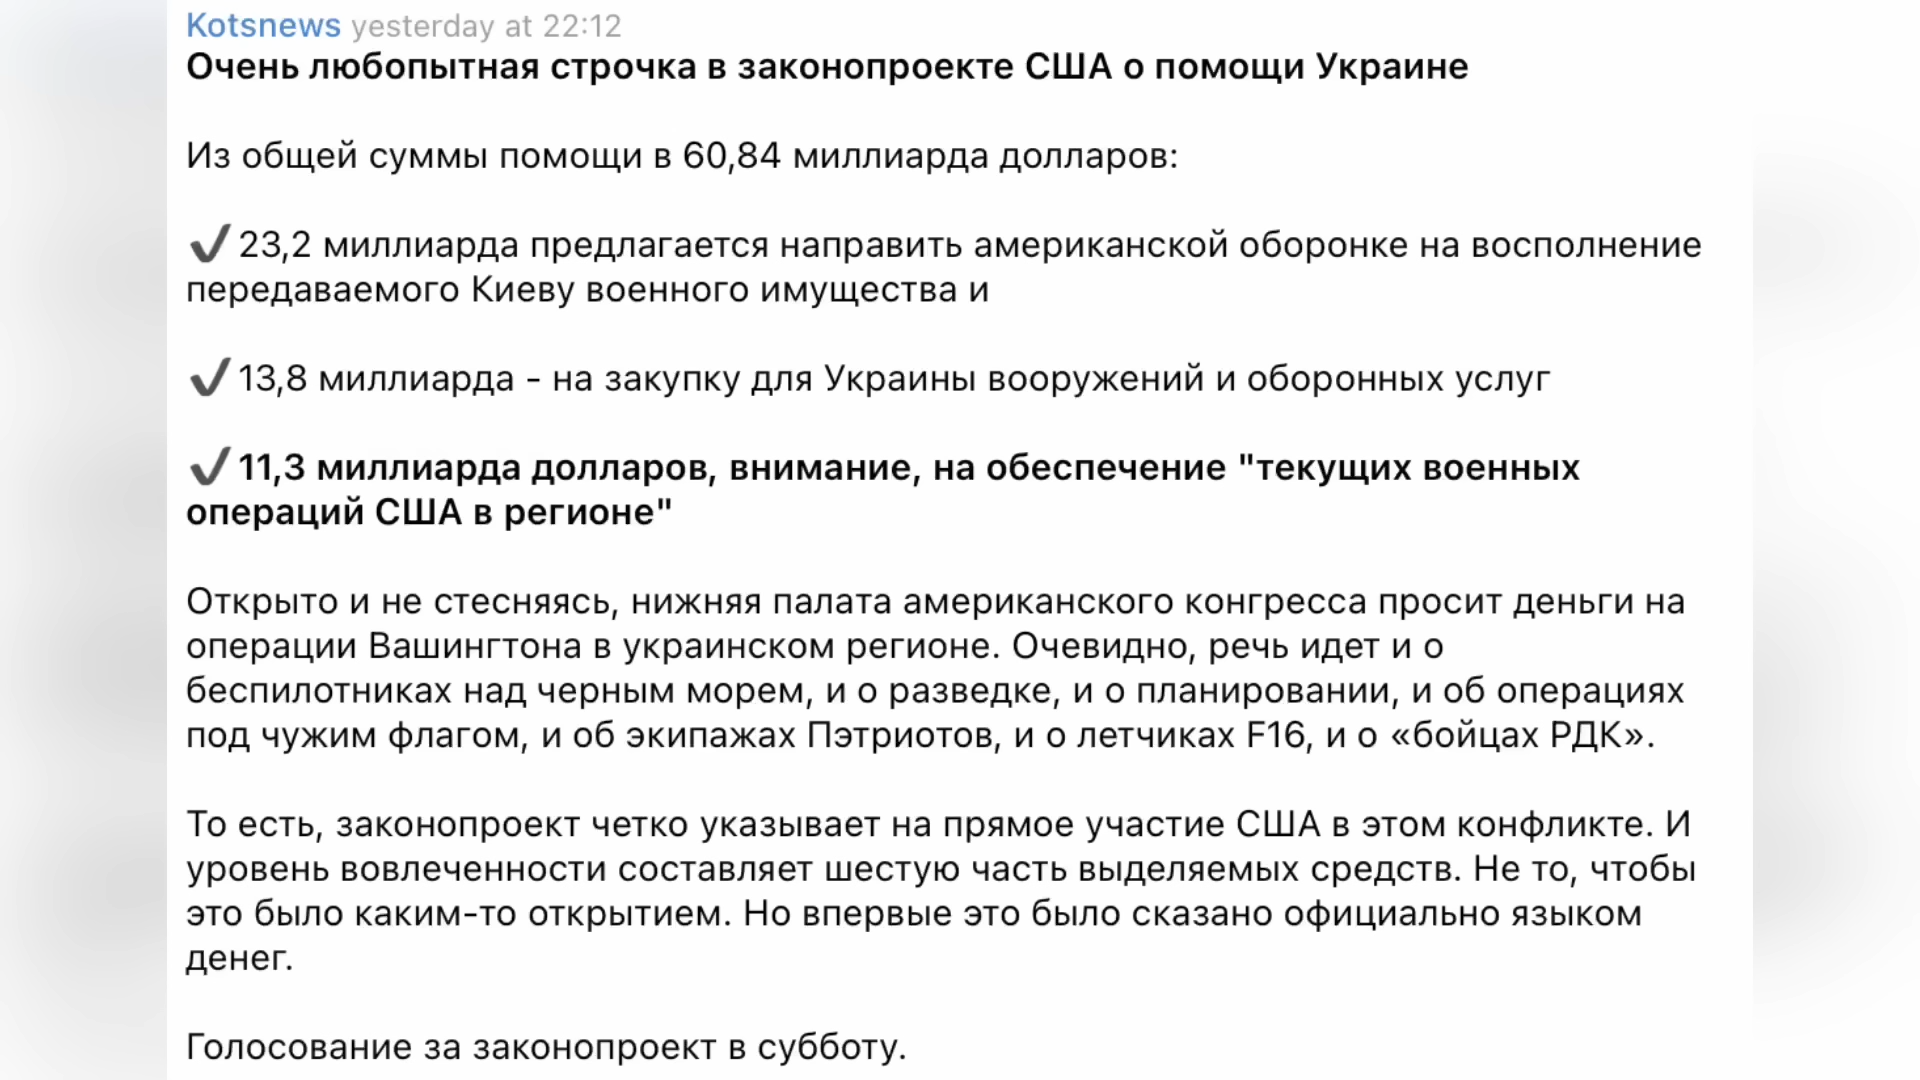 Kotsnews yesterday at 22:12
Очень любопытная строчка в законопроекте США о помощи Украине
Из общей суммы помощи в 60,84 миллиарда долларов:
✔23,2 миллиарда предлагается направить американской оборонке на восполнение
передаваемого Киеву военного имущества и
✔13,8 миллиарда - на закупку для Украины вооружений и оборонных услуг
✔11,3 миллиарда долларов, внимание, на обеспечение "текущих военных
операций США в регионе"
Открыто и не стесняясь, нижняя палата американского конгресса просит деньги на
операции Вашингтона в украинском регионе. Очевидно, речь идет и о
беспилотниках над черным морем, и о разведке, и о планировании, и об операциях
под чужим флагом, и об экипажах Пэтриотов, и о летчиках F16, и о «бойцах РДК».
То есть, законопроект четко указывает на прямое участие США в этом конфликте. И
уровень вовлеченности составляет шестую часть выделяемых средств. Не то, чтобы
это было каким-то открытием. Но впервые это было сказано официально языком
денег.
Голосование за законопроект в субботу.